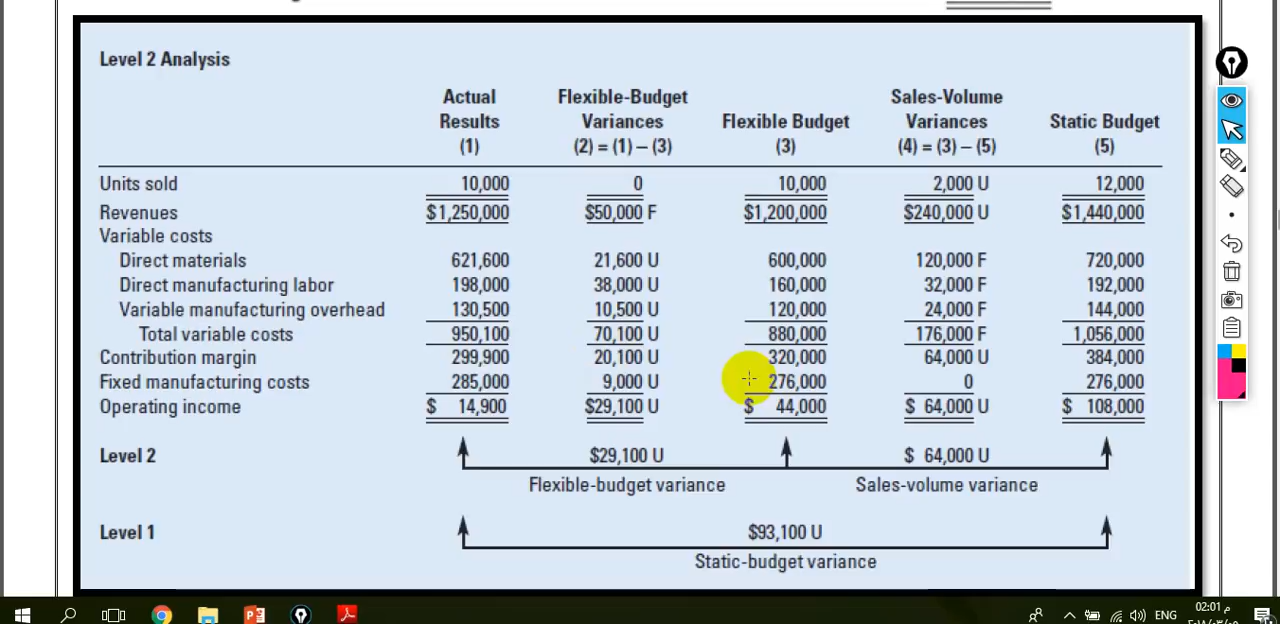 Level 2 Analysis
Actual Flexible-Budget Sales-Volume
Results Variances Flexible Budget Variances Static Budget
(1) (2) = (1) – (3) (3) (4) = (3) – (5) (5)
Units sold 10,000 0 10,000 2,000 U 12,000
Revenues $1,250,000 $50,000 F $1,200,000 $240,000 U $1,440,000
Variable costs
Direct materials 621,600 21,600 U 600,000 120,000 F 720,000
Direct manufacturing labor 198,000 38,000 U 160,000 32,000 F 192,000
Variable manufacturing overhead 130,500 10,500 U 120,000 24,000 F 144,000
Total variable costs 950,100 70,100 U 880,000 176,000 F 1,056,000
Contribution margin 299,900 20,100 U 320,000 64,000 U 384,000
Fixed manufacturing costs 285,000 9,000 U 276,000 0 276,000
Operating income $ 14,900 $29,100 U $ 44,000 $ 64,000 U $ 108,000
Level 2 $29,100 U $ 64,000 U
Flexible-budget variance Sales-volume variance
Level 1 $93,100 U
Static-budget variance
ENG 02:01 م